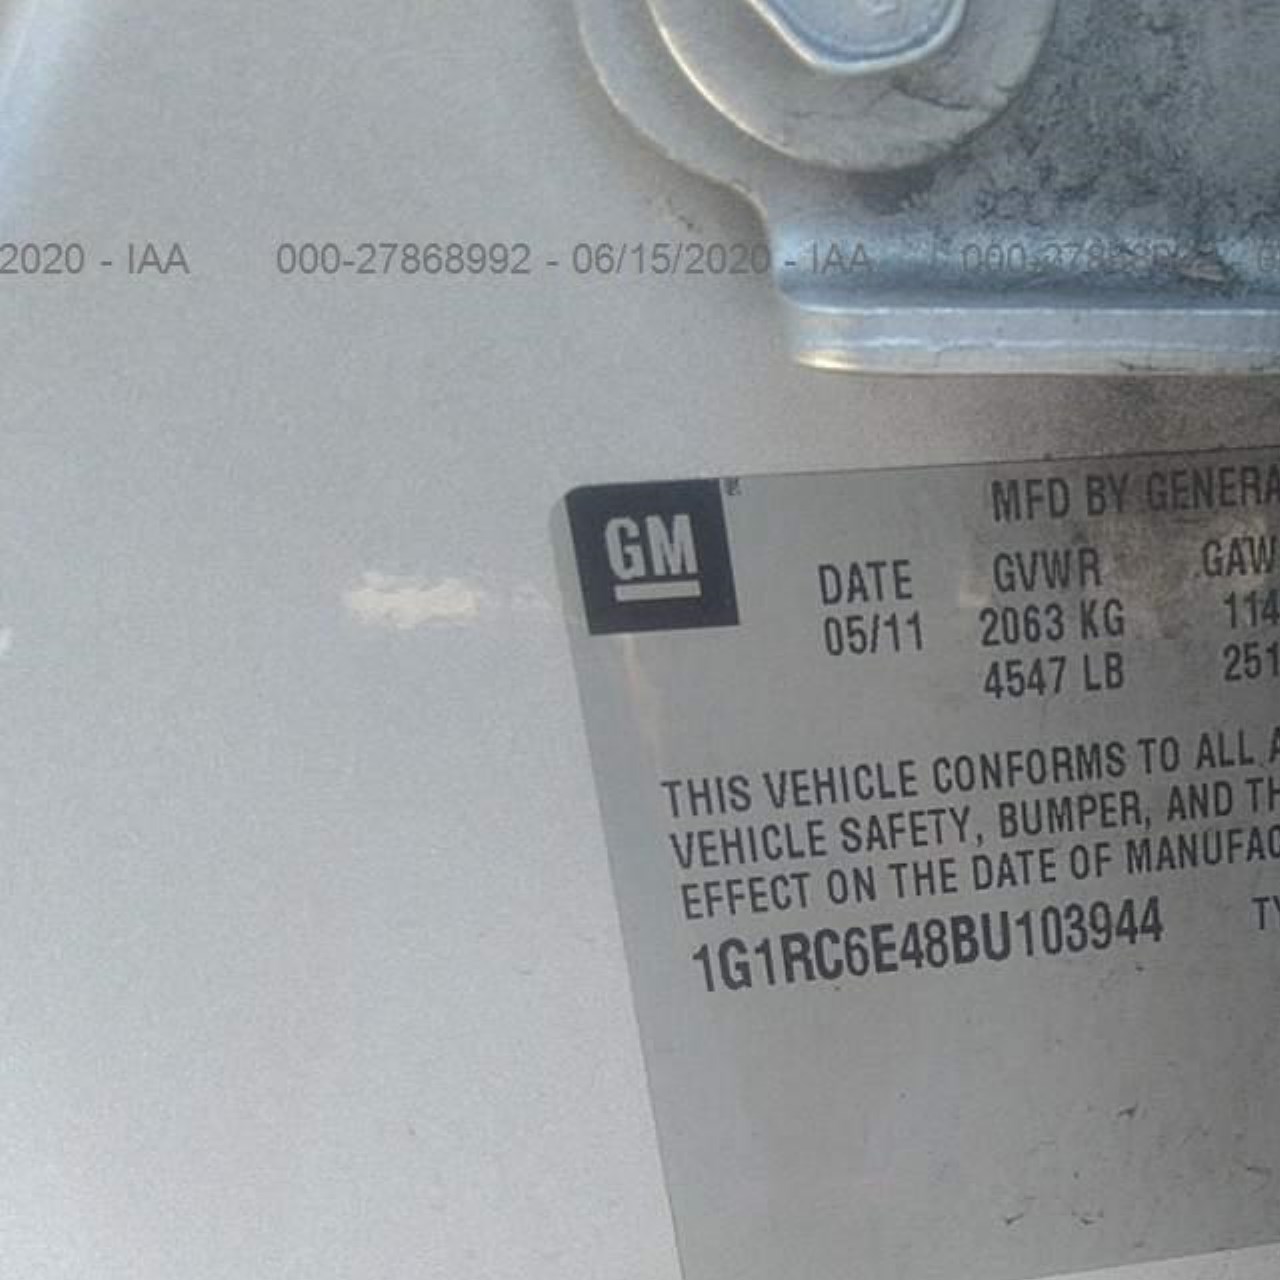 2020 - IAA 000-27868992 - 06/15/2020 - IAA
GM
MFD BY GENERA
DATE GVWR GAW
05/11 2063 KG 114
4547 LB 251
THIS VEHICLE CONFORMS TO ALL A
VEHICLE SAFETY, BUMPER, AND TH
EFFECT ON THE DATE OF MANUFAC
1G1RC6E48BU103944 TY